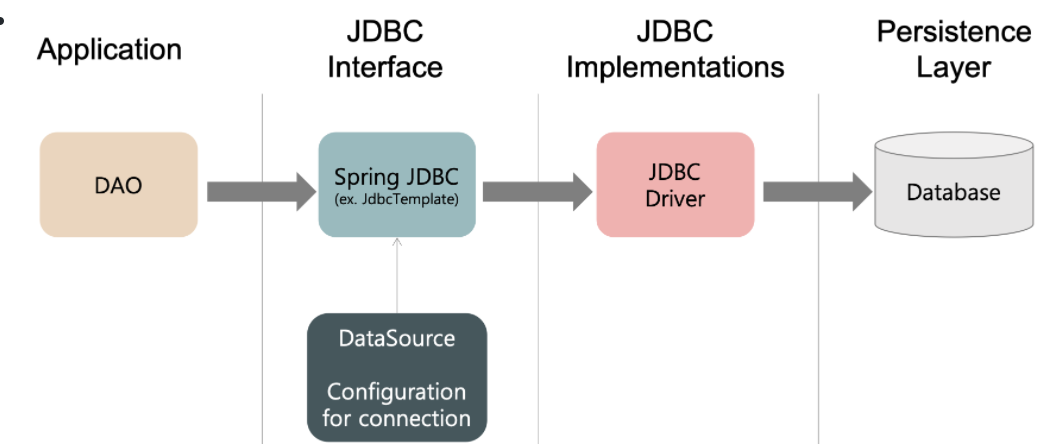 Application
JDBC
Interface
JDBC
Implementations
Persistence
Layer
DAO
Spring JDBC
(ex. JdbcTemplate)
JDBC
Driver
Database
DataSource
Configuration
for connection